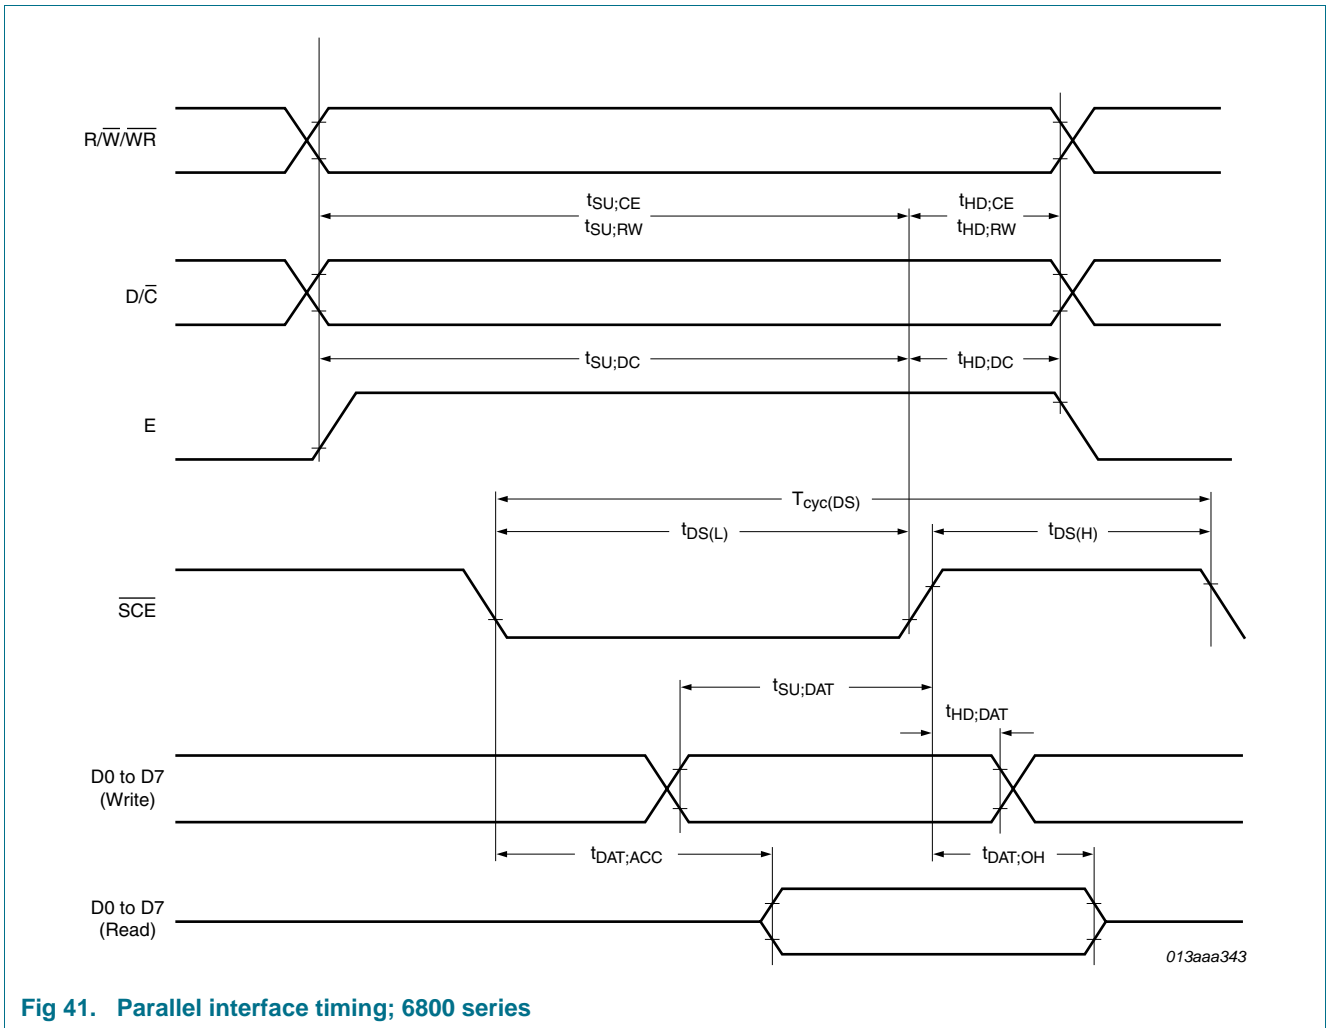 R/W̅/W̅R̅
tSU;CE
tHD;CE
tSU;RW
tHD;RW
D/C̅
tSU;DC
tHD;DC
E
Tcyc(DS)
tDS(L)
tDS(H)
S̅C̅E̅
tSU;DAT
tHD;DAT
D0 to D7
(Write)
tDAT;ACC
tDAT;OH
D0 to D7
(Read)
013aaa343
Fig 41. Parallel interface timing; 6800 series